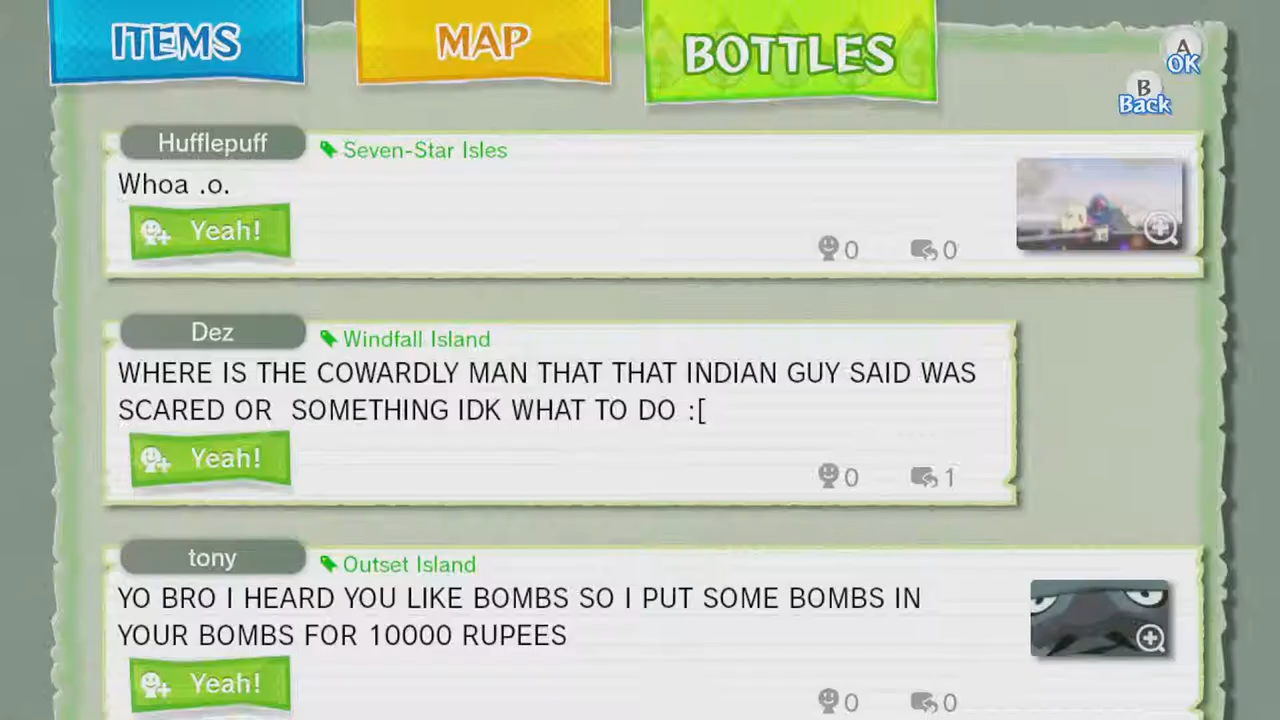 ITEMS
MAP
BOTTLES
A
OK
B
Back
Hufflepuff
Seven-Star Isles
Whoa .o.
Yeah!
0
0
Dez
Windfall Island
WHERE IS THE COWARDLY MAN THAT THAT INDIAN GUY SAID WAS
SCARED OR  SOMETHING IDK WHAT TO DO :[
Yeah!
0
1
tony
Outset Island
YO BRO I HEARD YOU LIKE BOMBS SO I PUT SOME BOMBS IN
YOUR BOMBS FOR 10000 RUPEES
Yeah!
0
0